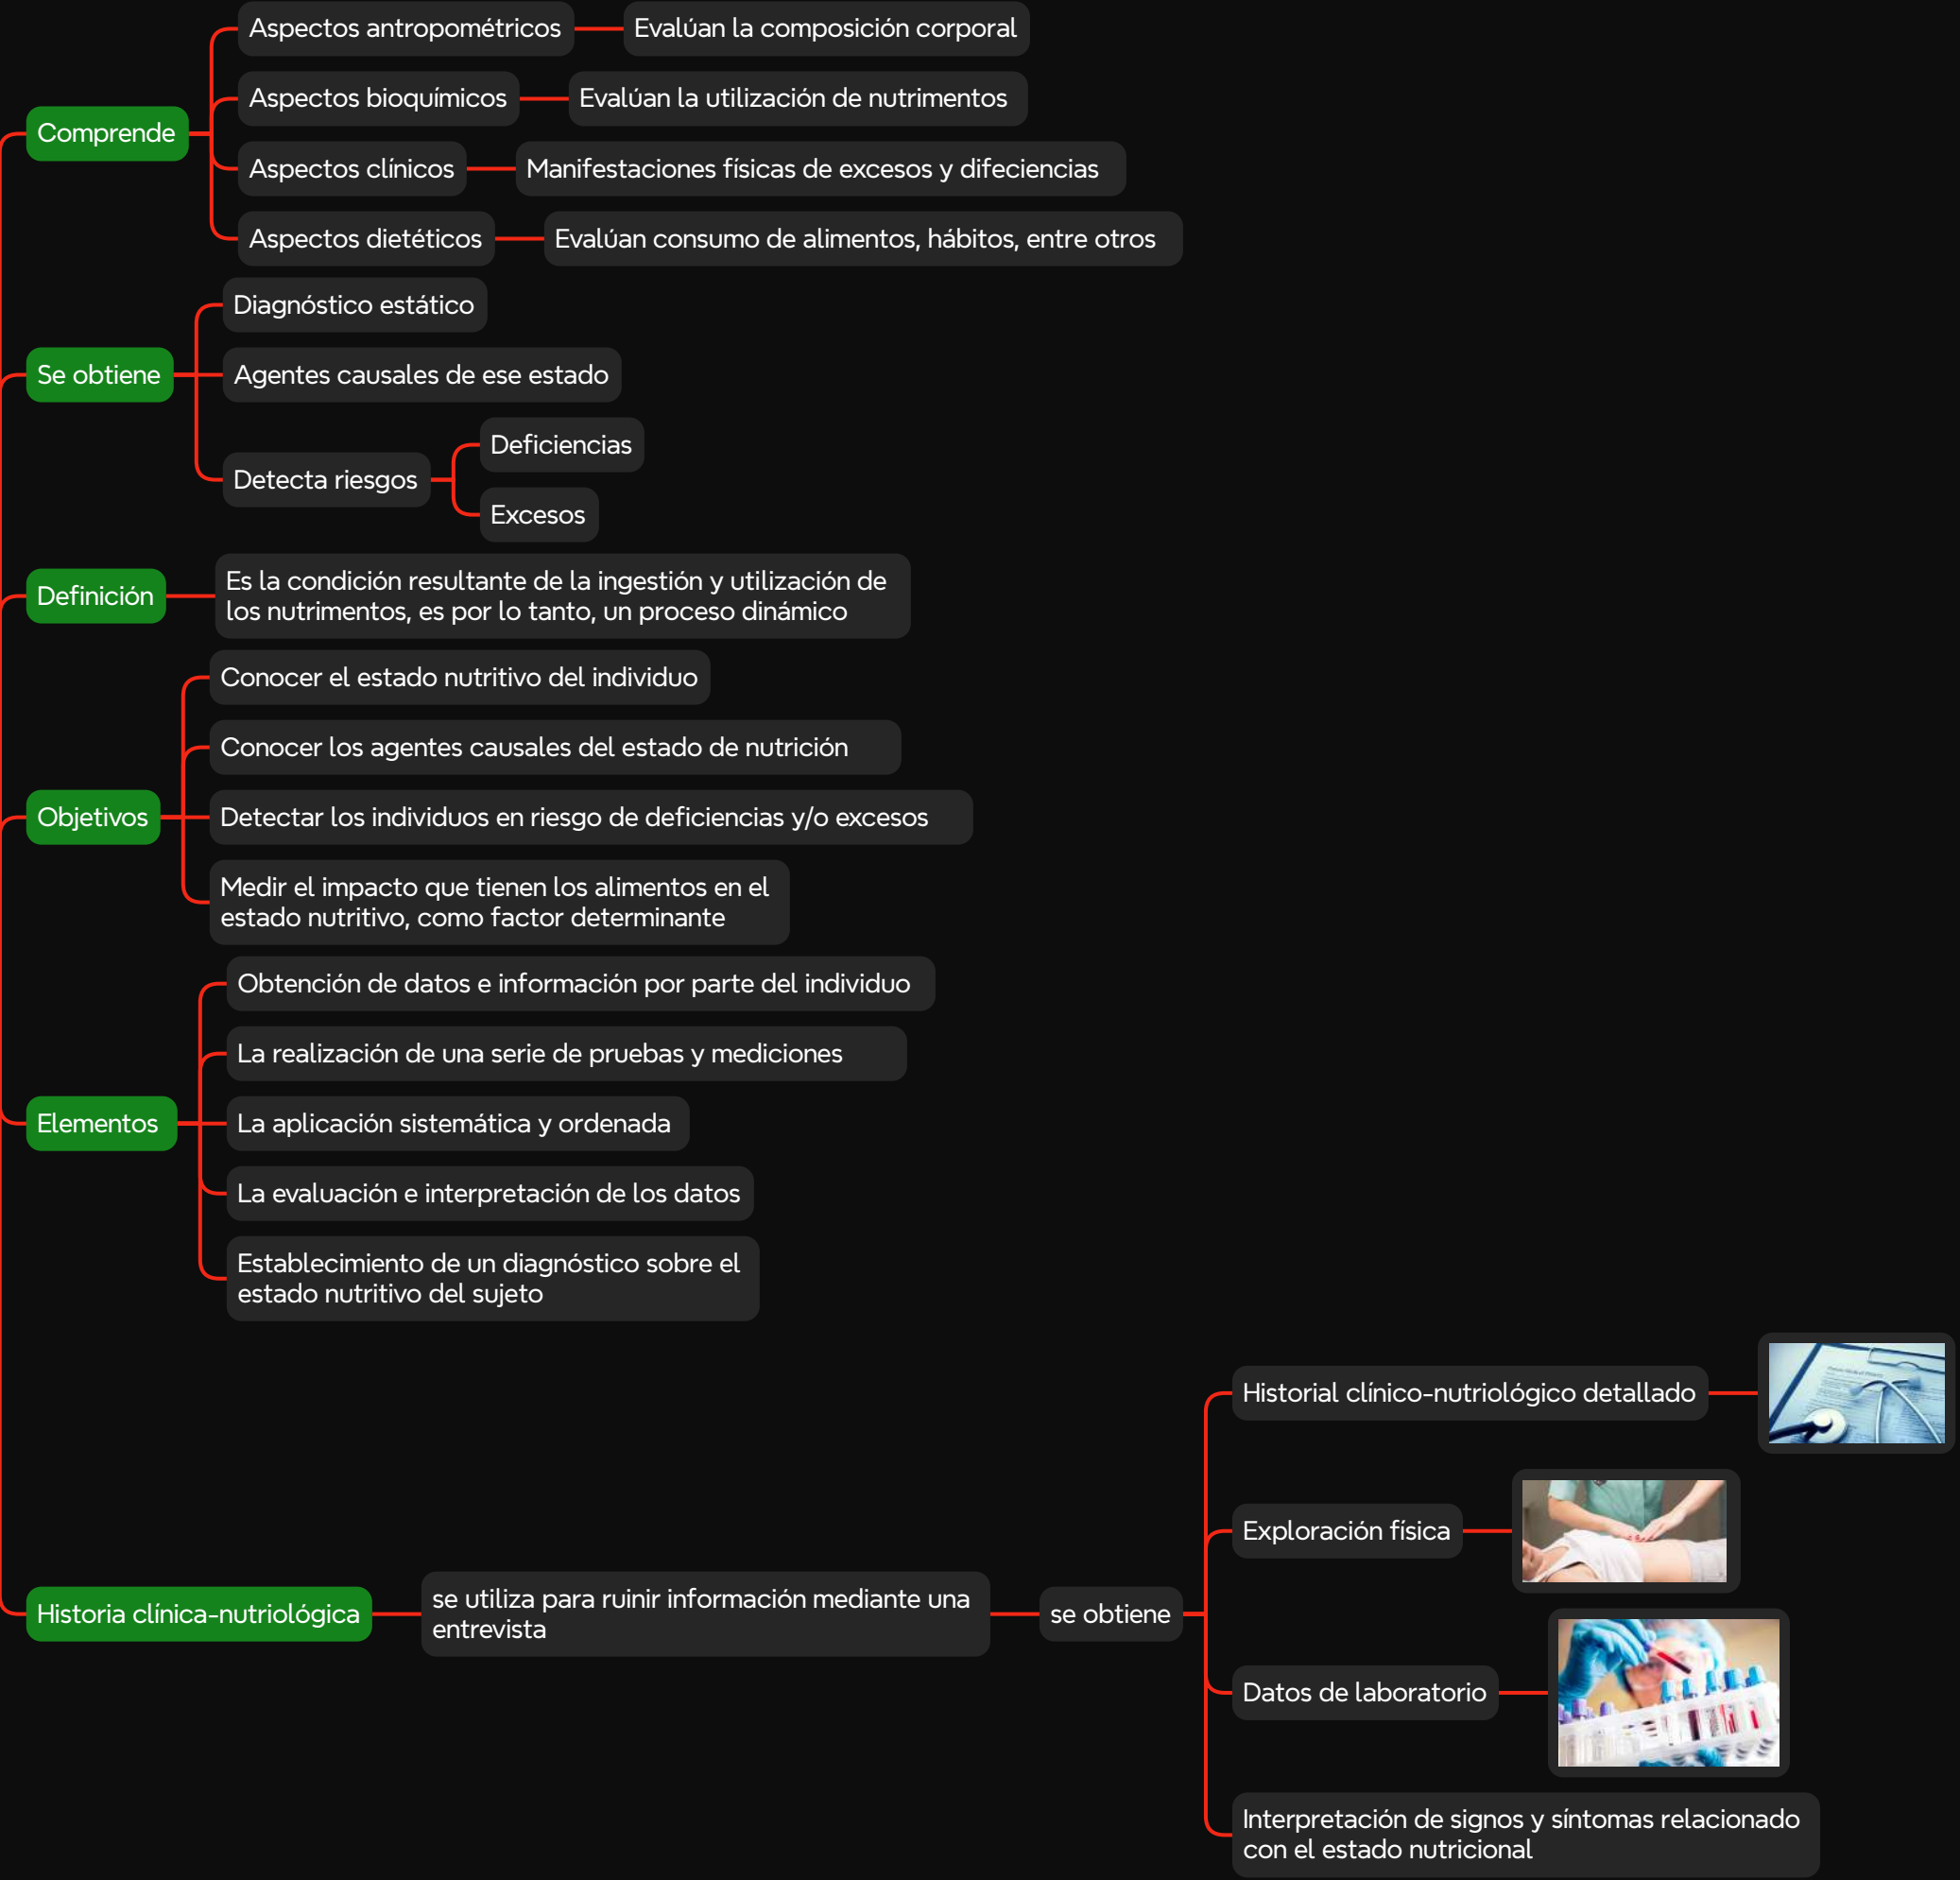 Comprende
Aspectos antropométricos
Evalúan la composición corporal
Aspectos bioquímicos
Evalúan la utilización de nutrimentos
Aspectos clínicos
Manifestaciones físicas de excesos y difeciencias
Aspectos dietéticos
Evalúan consumo de alimentos, hábitos, entre otros
Se obtiene
Diagnóstico estático
Agentes causales de ese estado
Detecta riesgos
Deficiencias
Excesos
Definición
Es la condición resultante de la ingestión y utilización de
los nutrimentos, es por lo tanto, un proceso dinámico
Objetivos
Conocer el estado nutritivo del individuo
Conocer los agentes causales del estado de nutrición
Detectar los individuos en riesgo de deficiencias y/o excesos
Medir el impacto que tienen los alimentos en el
estado nutritivo, como factor determinante
Elementos
Obtención de datos e información por parte del individuo
La realización de una serie de pruebas y mediciones
La aplicación sistemática y ordenada
La evaluación e interpretación de los datos
Establecimiento de un diagnóstico sobre el
estado nutritivo del sujeto
Historia clínica-nutriológica
se utiliza para ruinir información mediante una
entrevista
se obtiene
Historial clínico-nutriológico detallado
Exploración física
Datos de laboratorio
Interpretación de signos y síntomas relacionado
con el estado nutricional